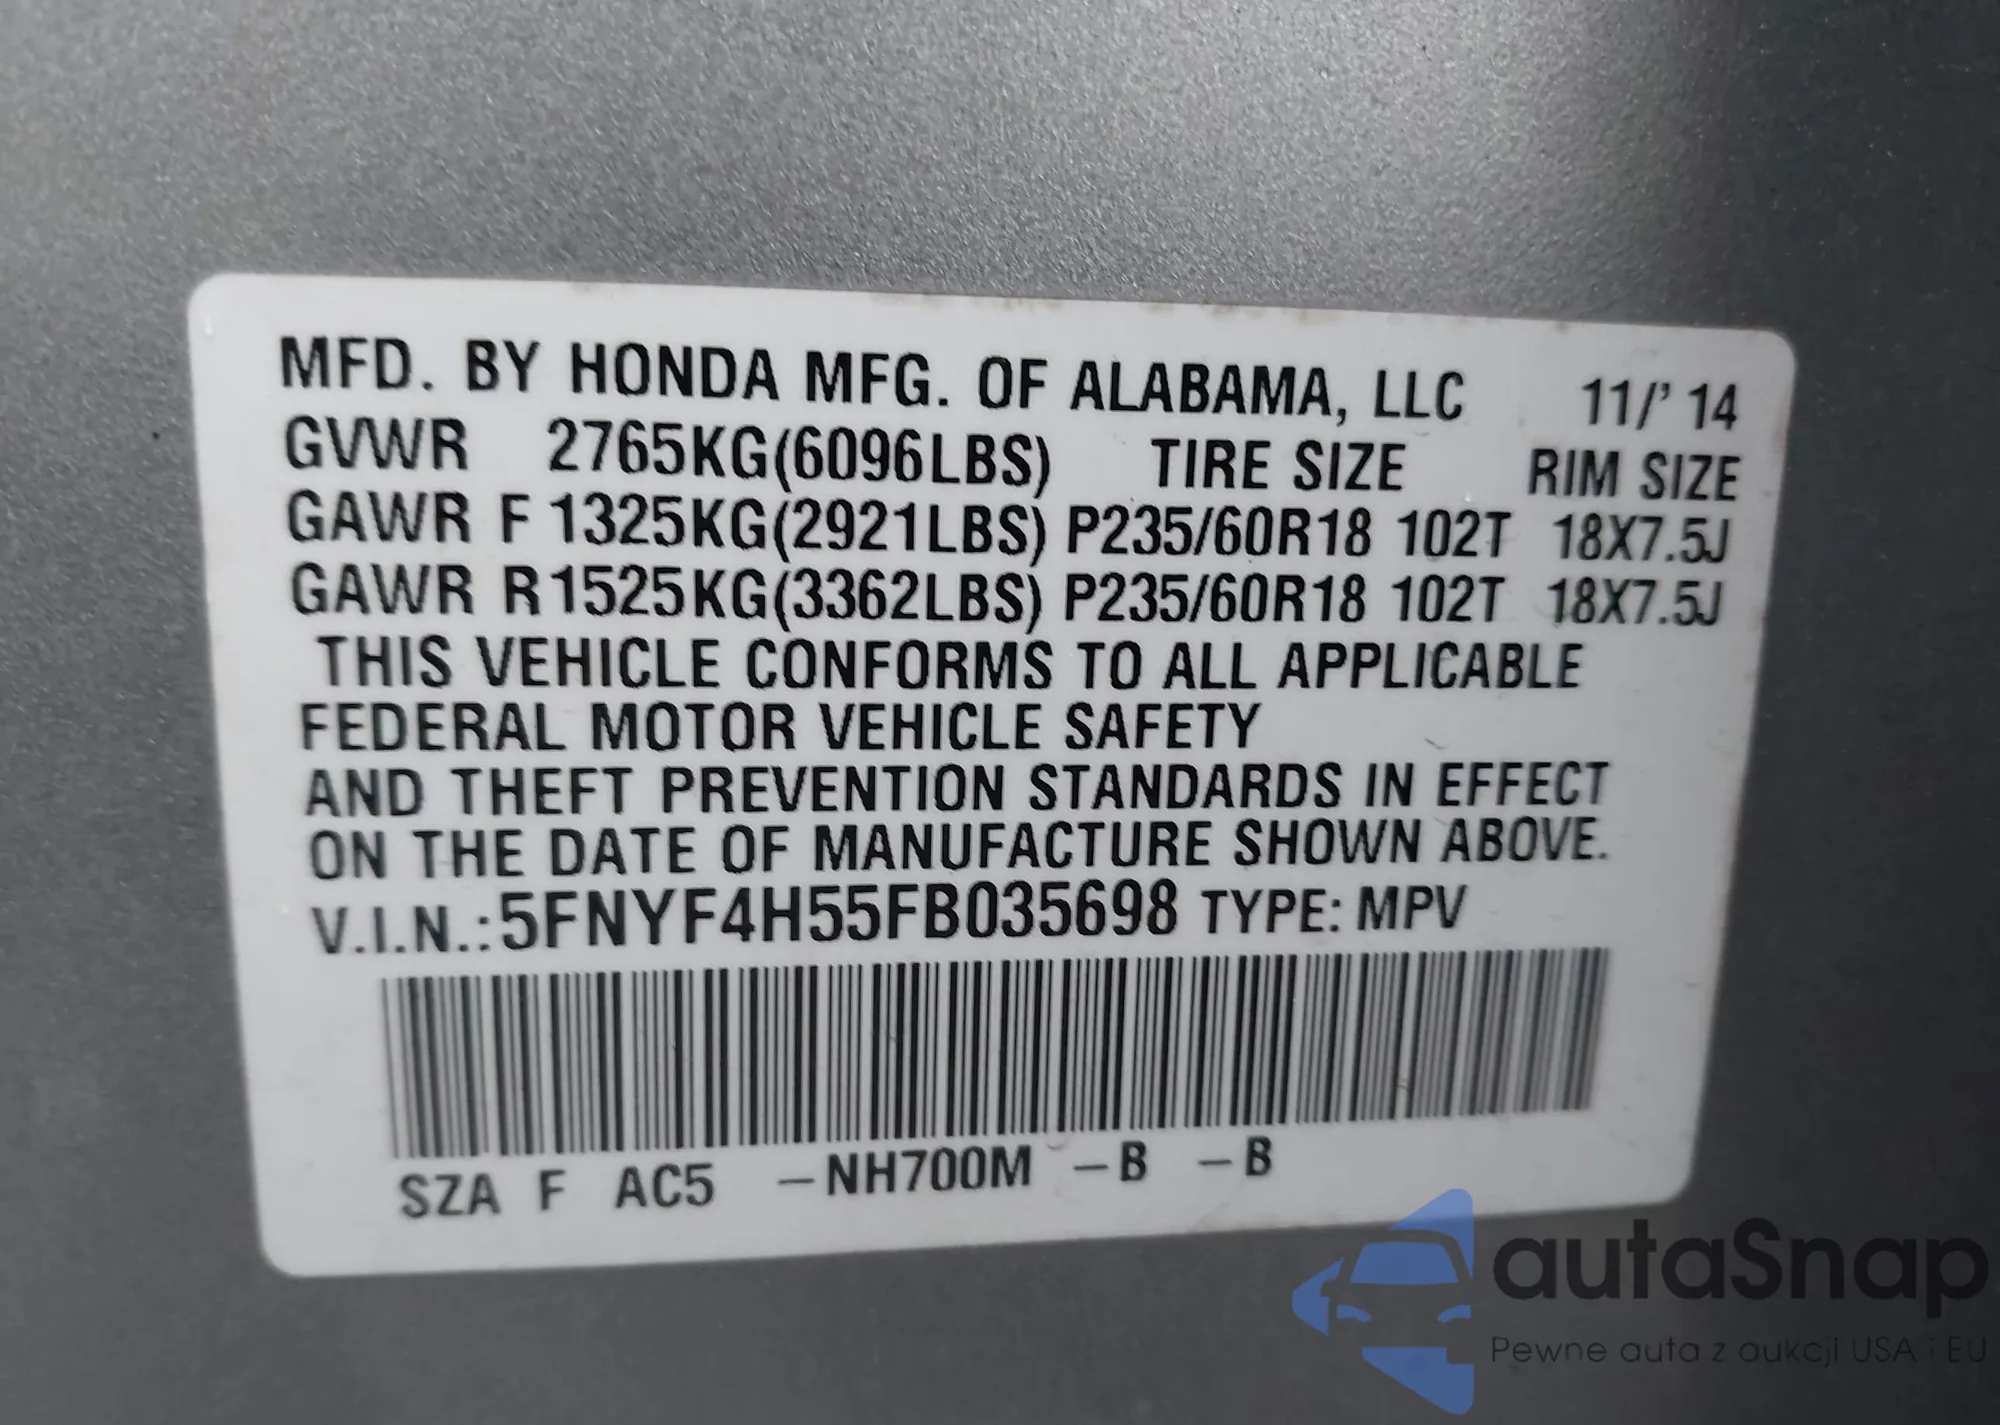 MFD. BY HONDA MFG. OF ALABAMA, LLC 11/' 14
GVWR 2765KG(6096LBS) TIRE SIZE RIM SIZE
GAWR F 1325KG(2921LBS) P235/60R18 102T 18X7.5J
GAWR R 1525KG(3362LBS) P235/60R18 102T 18X7.5J
THIS VEHICLE CONFORMS TO ALL APPLICABLE
FEDERAL MOTOR VEHICLE SAFETY
AND THEFT PREVENTION STANDARDS IN EFFECT
ON THE DATE OF MANUFACTURE SHOWN ABOVE.
V.I.N.: 5FNYF4H55FB035698 TYPE: MPV
SZA F AC5 –NH700M –B –B
autaSnap
Pewne auta z aukcji USA i EU